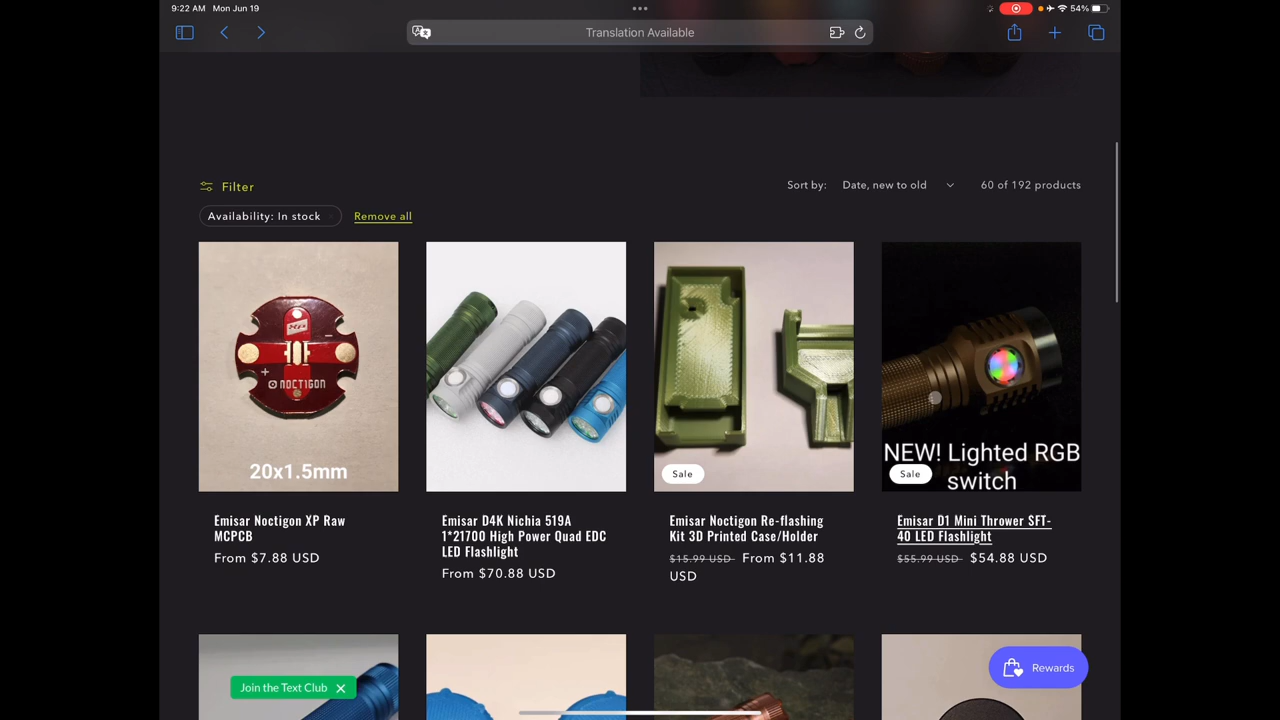 9:22 AM Mon Jun 19
54%
Translation Available
Filter
Sort by: Date, new to old
60 of 192 products
Availability: In stock
Remove all
XP
NOCTIGON
20x1.5mm
Sale
NEW! Lighted RGB
switch
Sale
Emisar Noctigon XP Raw
MCPCB
From $7.88 USD
Emisar D4K Nichia 519A
1*21700 High Power Quad EDC
LED Flashlight
From $70.88 USD
Emisar Noctigon Re-flashing
Kit 3D Printed Case/Holder
$15.99 USD From $11.88
USD
Emisar D1 Mini Thrower SFT-
40 LED Flashlight
$55.99 USD $54.88 USD
Join the Text Club
Rewards